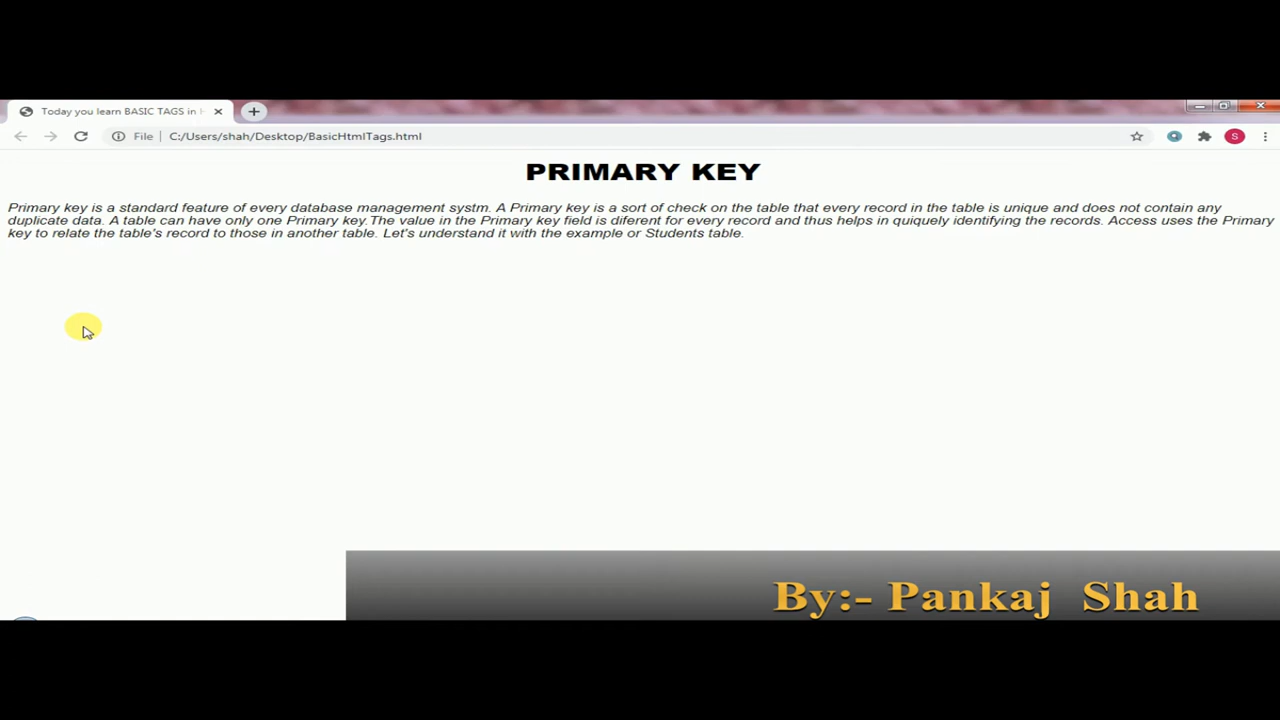 Today you learn BASIC TAGS in
File
C:/Users/shah/Desktop/BasicHtmlTags.html
S
PRIMARY KEY
Primary key is a standard feature of every database management systm. A Primary key is a sort of check on the table that every record in the table is unique and does not contain any
duplicate data. A table can have only one Primary key.The value in the Primary key field is diferent for every record and thus helps in quiquely identifying the records. Access uses the Primary
key to relate the table's record to those in another table. Let's understand it with the example or Students table.
By:- Pankaj Shah